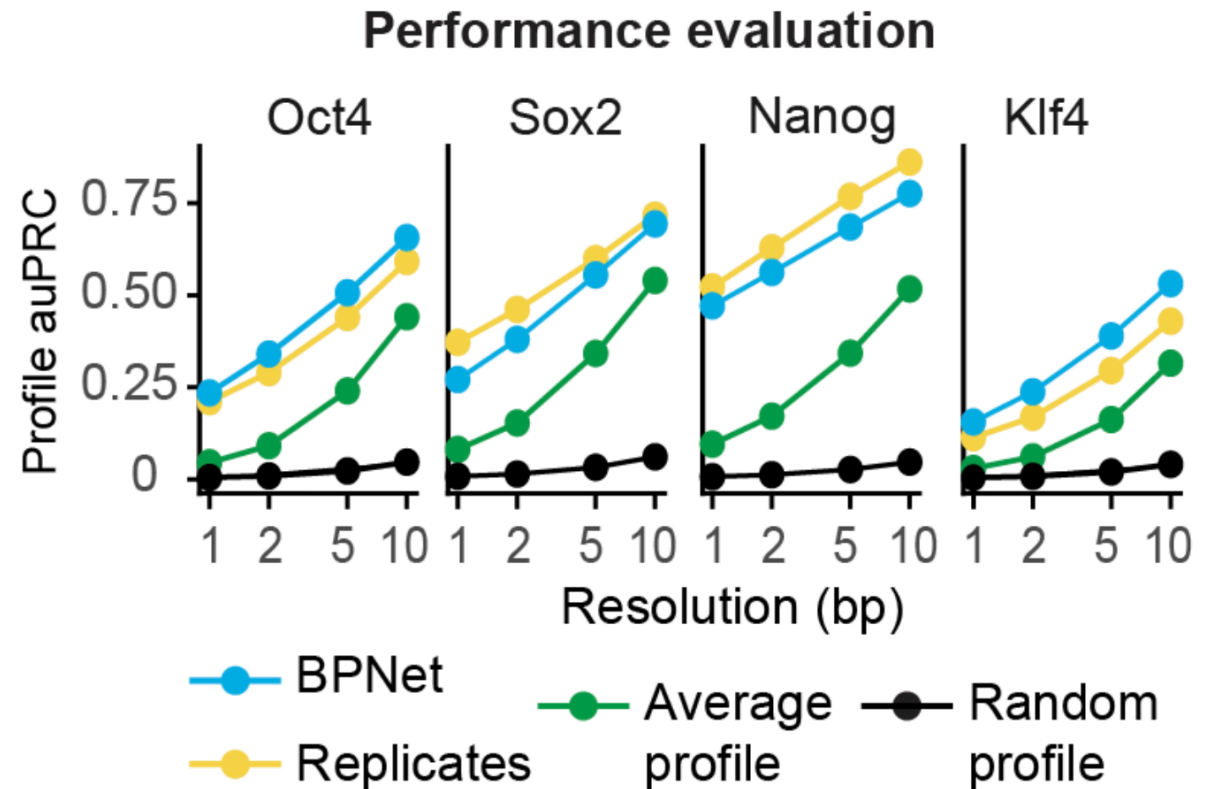 Performance evaluation
Oct4 Sox2 Nanog Klf4
Profile auPRC
0.75
0.50
0.25
0
1 2 5 10 1 2 5 10 1 2 5 10 1 2 5 10
Resolution (bp)
BPNet
Replicates
Average
profile
Random
profile